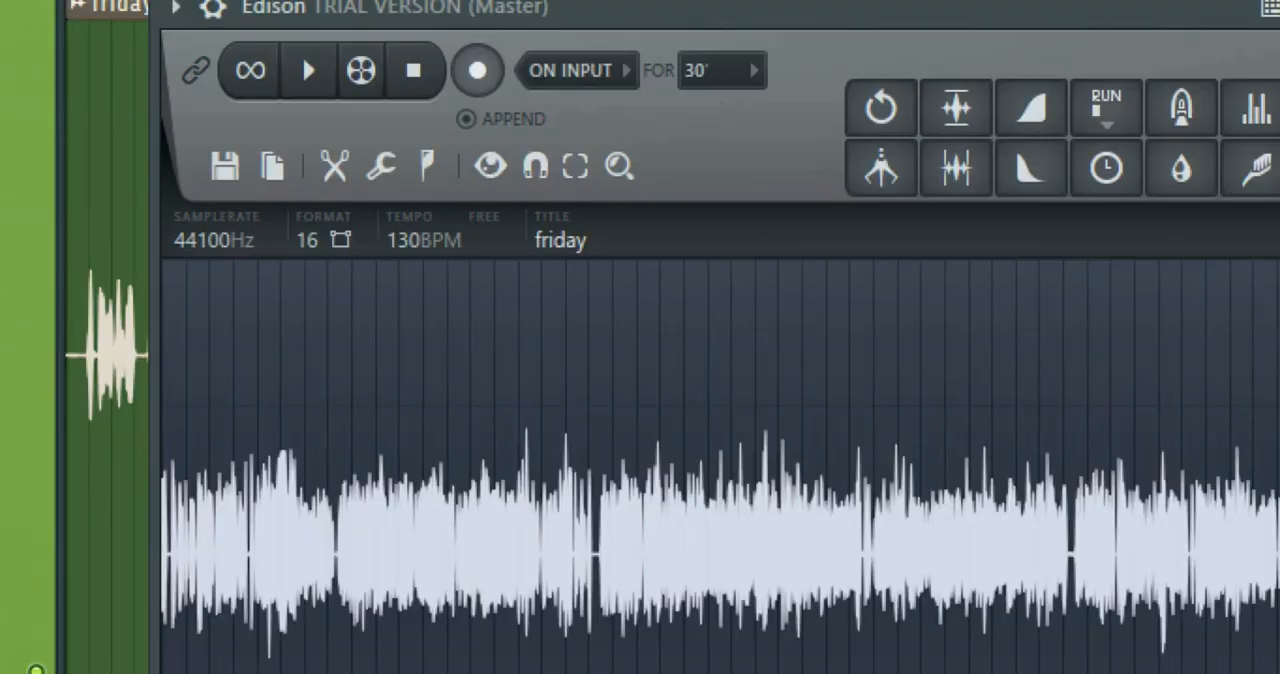 friday
Edison TRIAL VERSION (Master)
ON INPUT FOR 30'
APPEND
RUN
SAMPLERATE FORMAT TEMPO FREE TITLE
44100Hz 16 130BPM friday